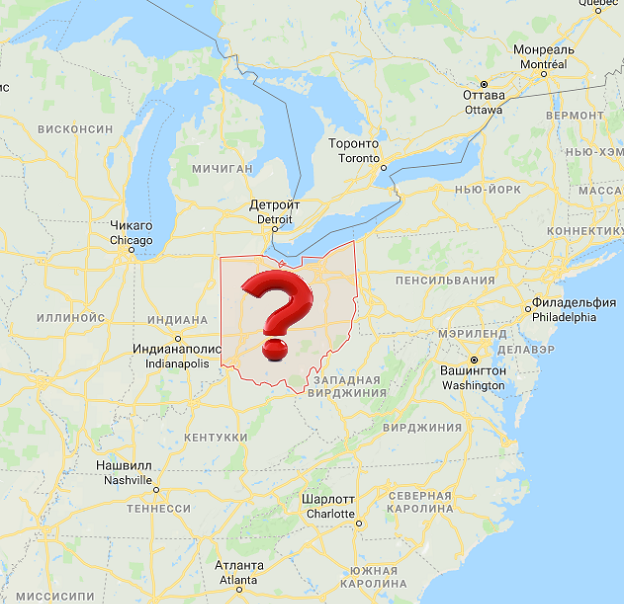 Quebec
Монреаль
Montréal
ис
Оттава
Ottawa
ВИСКОНСИН
ВЕРМОНТ
Торонто
Toronto
НЬЮ-ХЭМ
МИЧИГАН
НЬЮ-ЙОРК
МАССА
Детройт
Detroit
Чикаго
Chicago
КОННЕКТИКУ
ПЕНСИЛЬВАНИЯ
Филадельфия
Philadelphia
ИЛЛИНОЙС
ИНДИАНА
МЭРИЛЕНД
Индианаполис
Indianapolis
ДЕЛАВЭР
?
Вашингтон
Washington
ЗАПАДНАЯ
ВИРДЖИНИЯ
ВИРДЖИНИЯ
КЕНТУККИ
Нашвилл
Nashville
ТЕННЕССИ
Шарлотт
Charlotte
СЕВЕРНАЯ
КАРОЛИНА
Атланта
Atlanta
ЮЖНАЯ
КАРОЛИНА
МИССИСИПИ